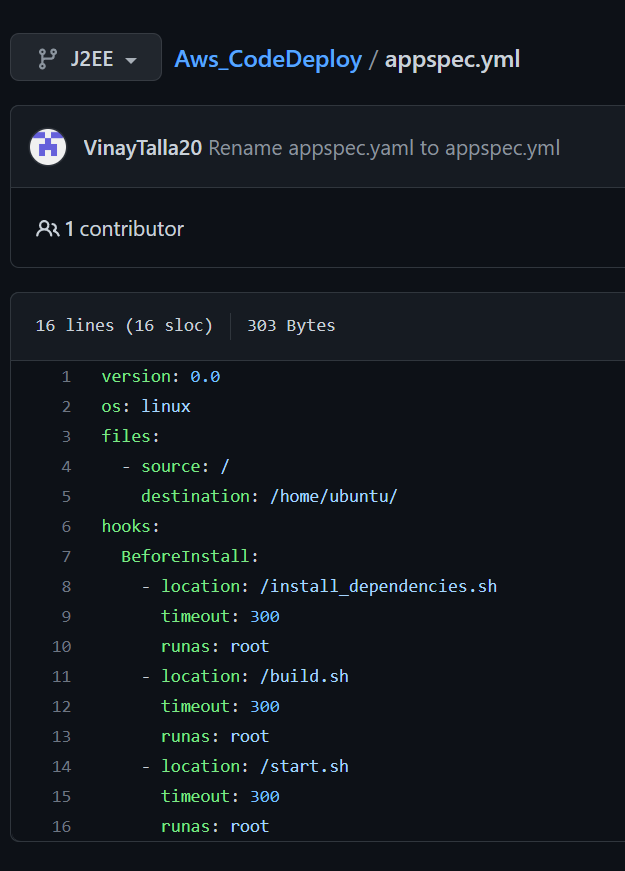 J2EE Aws_CodeDeploy / appspec.yml
VinayTalla20 Rename appspec.yaml to appspec.yml
1 contributor
16 lines (16 sloc) 303 Bytes
1 version: 0.0
2 os: linux
3 files:
4 - source: /
5 destination: /home/ubuntu/
6 hooks:
7 BeforeInstall:
8 - location: /install_dependencies.sh
9 timeout: 300
10 runas: root
11 - location: /build.sh
12 timeout: 300
13 runas: root
14 - location: /start.sh
15 timeout: 300
16 runas: root